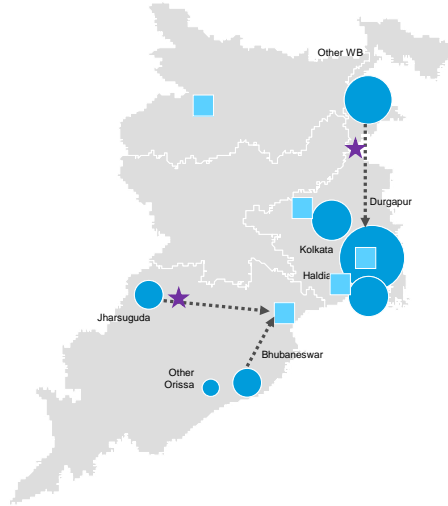 Other WB
Durgapur
Kolkata
Haldia
Jharsuguda
Bhubaneswar
Other
Orissa